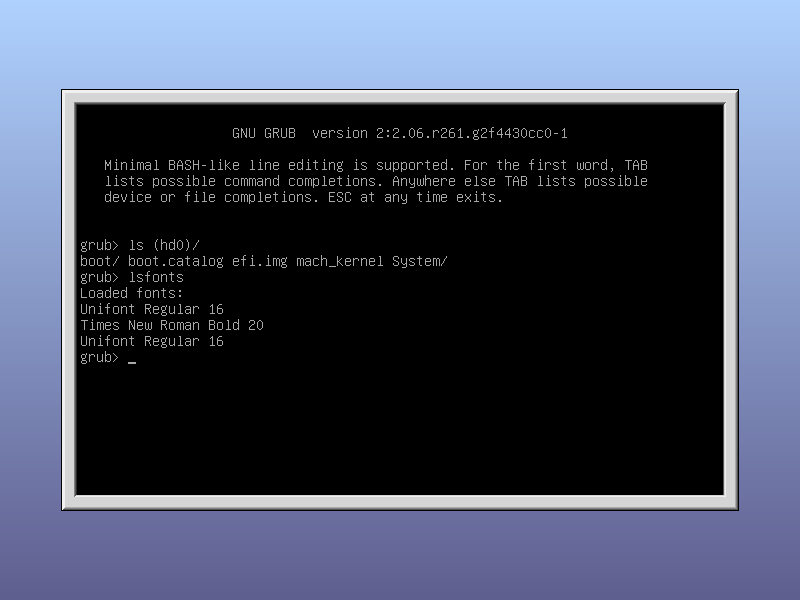 GNU GRUB  version 2:2.06.r261.g2f4430cc0-1
Minimal BASH-like line editing is supported. For the first word, TAB
lists possible command completions. Anywhere else TAB lists possible
device or file completions. ESC at any time exits.
grub> ls (hd0)/
boot/ boot.catalog efi.img mach_kernel System/
grub> lsfonts
Loaded fonts:
Unifont Regular 16
Times New Roman Bold 20
Unifont Regular 16
grub> _